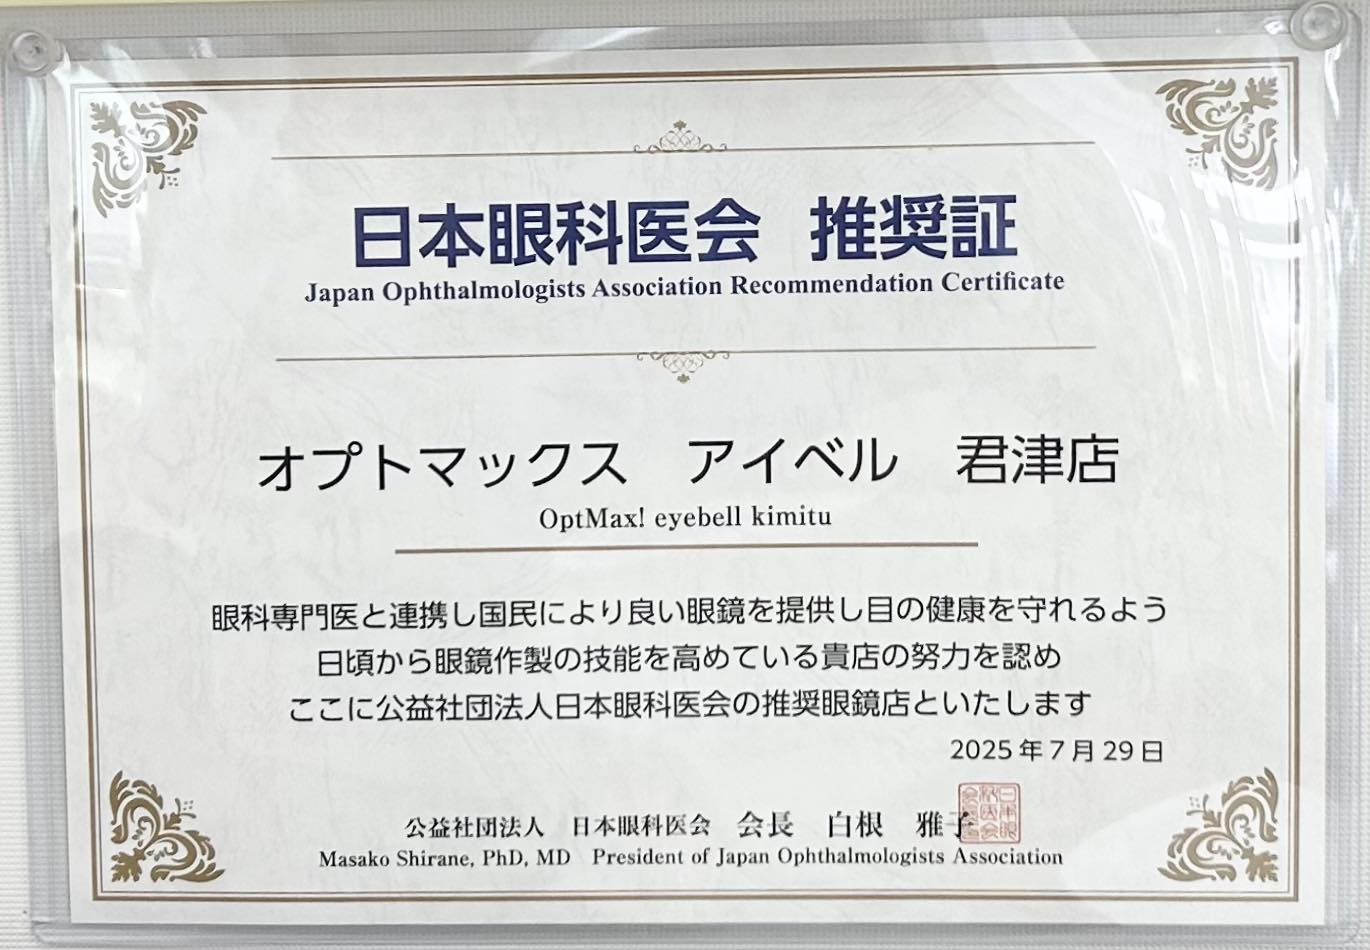 日本眼科医会 推奨証
Japan Ophthalmologists Association Recommendation Certificate
オプトマックス アイベル 君津店
OptMax! eyebell kimitu
眼科専門医と連携し国民により良い眼鏡を提供し目の健康を守れるよう
日頃から眼鏡作製の技能を高めている貴店の努力を認め
ここに公益社団法人日本眼科医会の推奨眼鏡店といたします
2025年7月29日
公益社団法人 日本眼科医会 会長 白根 雅子
Masako Shirane, PhD, MD President of Japan Ophthalmologists Association